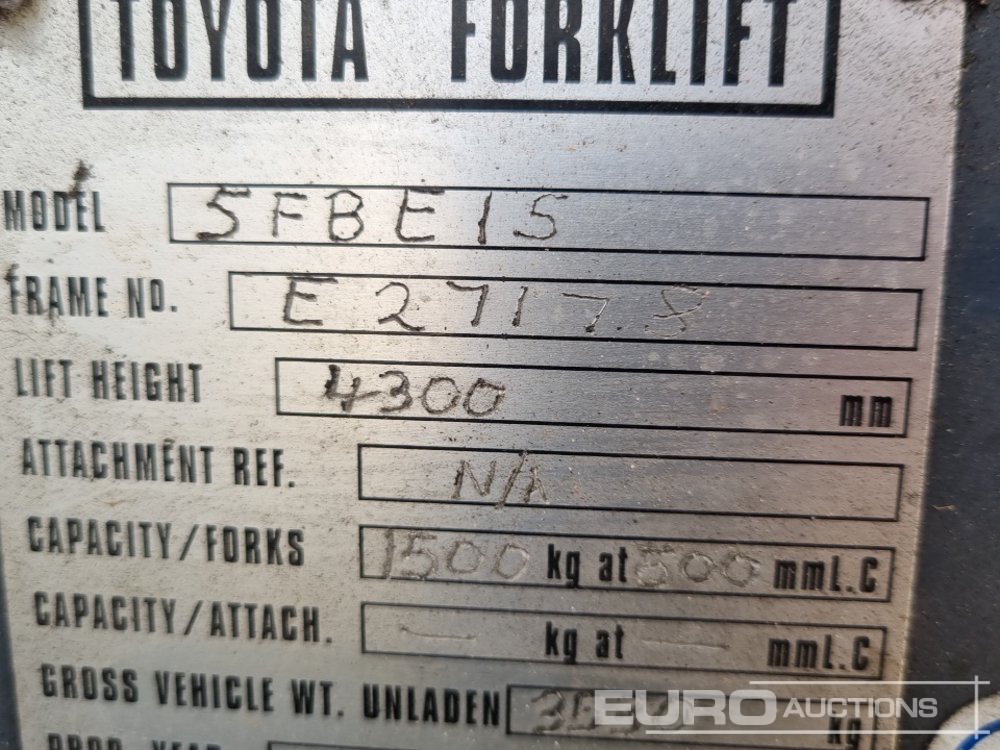 TOYOTA FORKLIFT
MODEL 5FBE15
FRAME NO. E27178
LIFT HEIGHT 4300 mm
ATTACHMENT REF. N/A
CAPACITY/FORKS 1500 kg at 500 mmL.C
CAPACITY/ATTACH. — kg at — mmL.C
GROSS VEHICLE WT. UNLADEN kg
EURO AUCTIONS